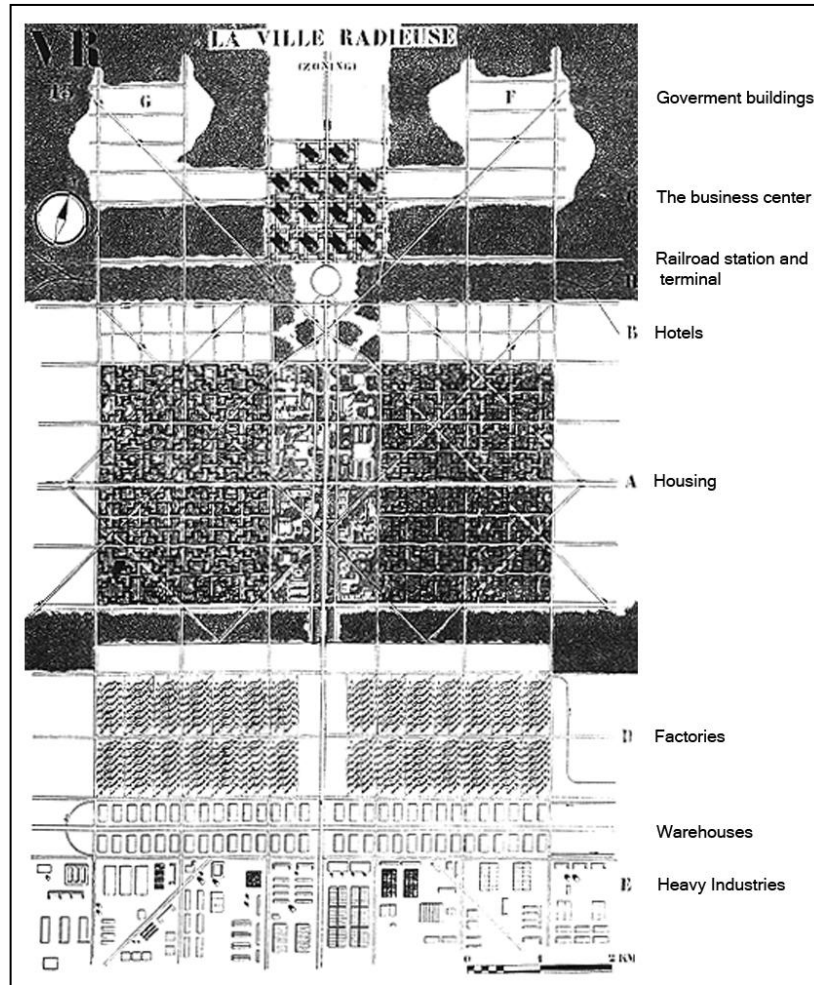 VR
LA VILLE RADIEUSE
(ZONING)
15
G
F
Goverment buildings
The business center
Railroad station and
terminal
B Hotels
A Housing
D Factories
Warehouses
E Heavy Industries
2 KM